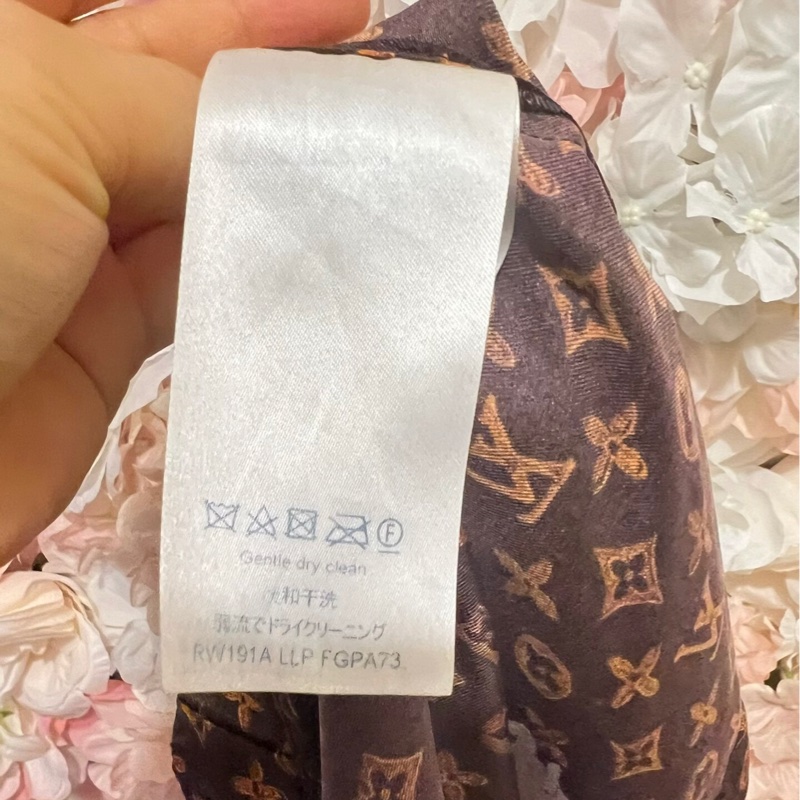 F
Gentle dry clean
柔和干洗
弱流でドライクリーニング
RW191A LLP FGPA73